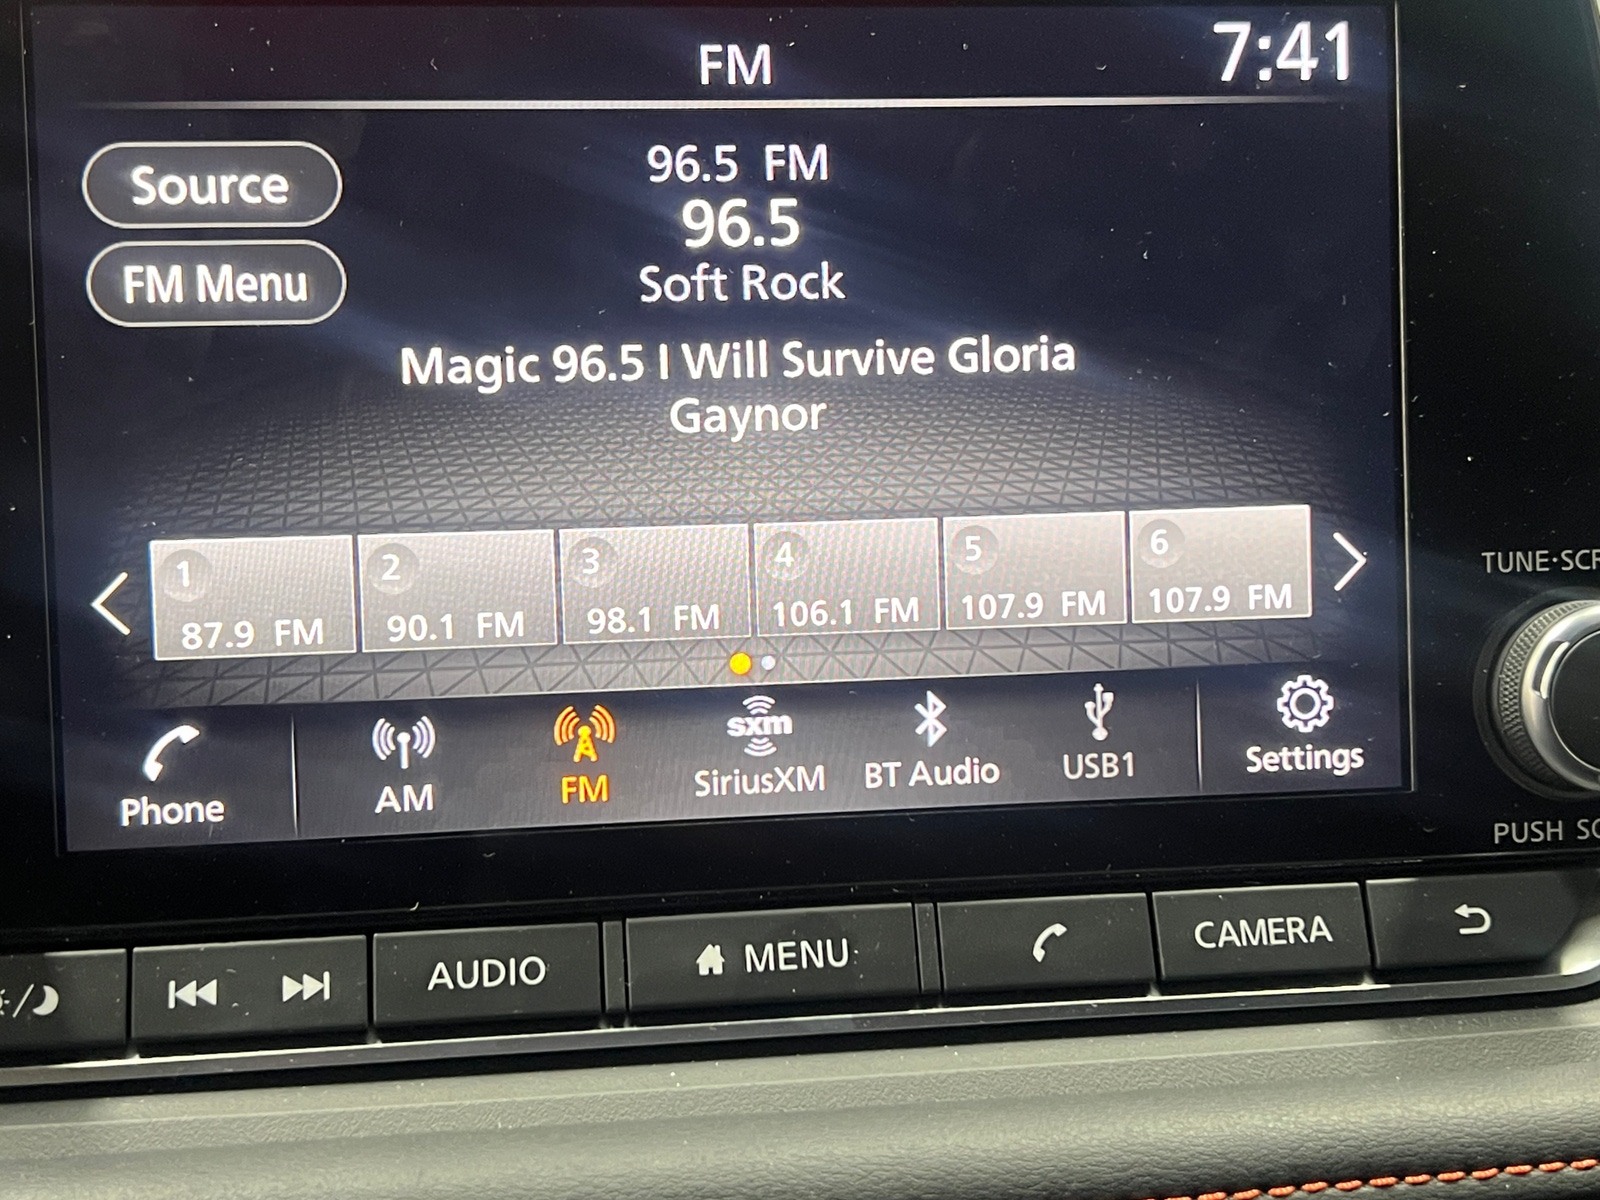 FM
7:41
Source
FM Menu
96.5 FM
96.5
Soft Rock
Magic 96.5 I Will Survive Gloria
Gaynor
1
87.9 FM
2
90.1 FM
3
98.1 FM
4
106.1 FM
5
107.9 FM
6
107.9 FM
Phone
AM
FM
sxm
SiriusXM
BT Audio
USB1
Settings
TUNE·SCR
PUSH SO
AUDIO
MENU
CAMERA